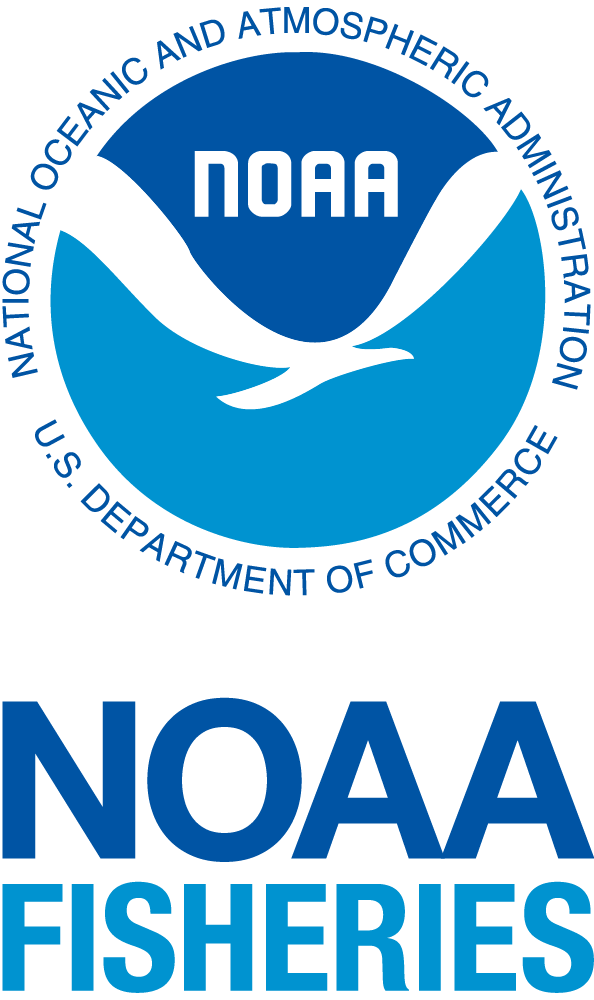 NATIONAL OCEANIC AND ATMOSPHERIC ADMINISTRATION
NOAA
U.S. DEPARTMENT OF COMMERCE
NOAA
FISHERIES